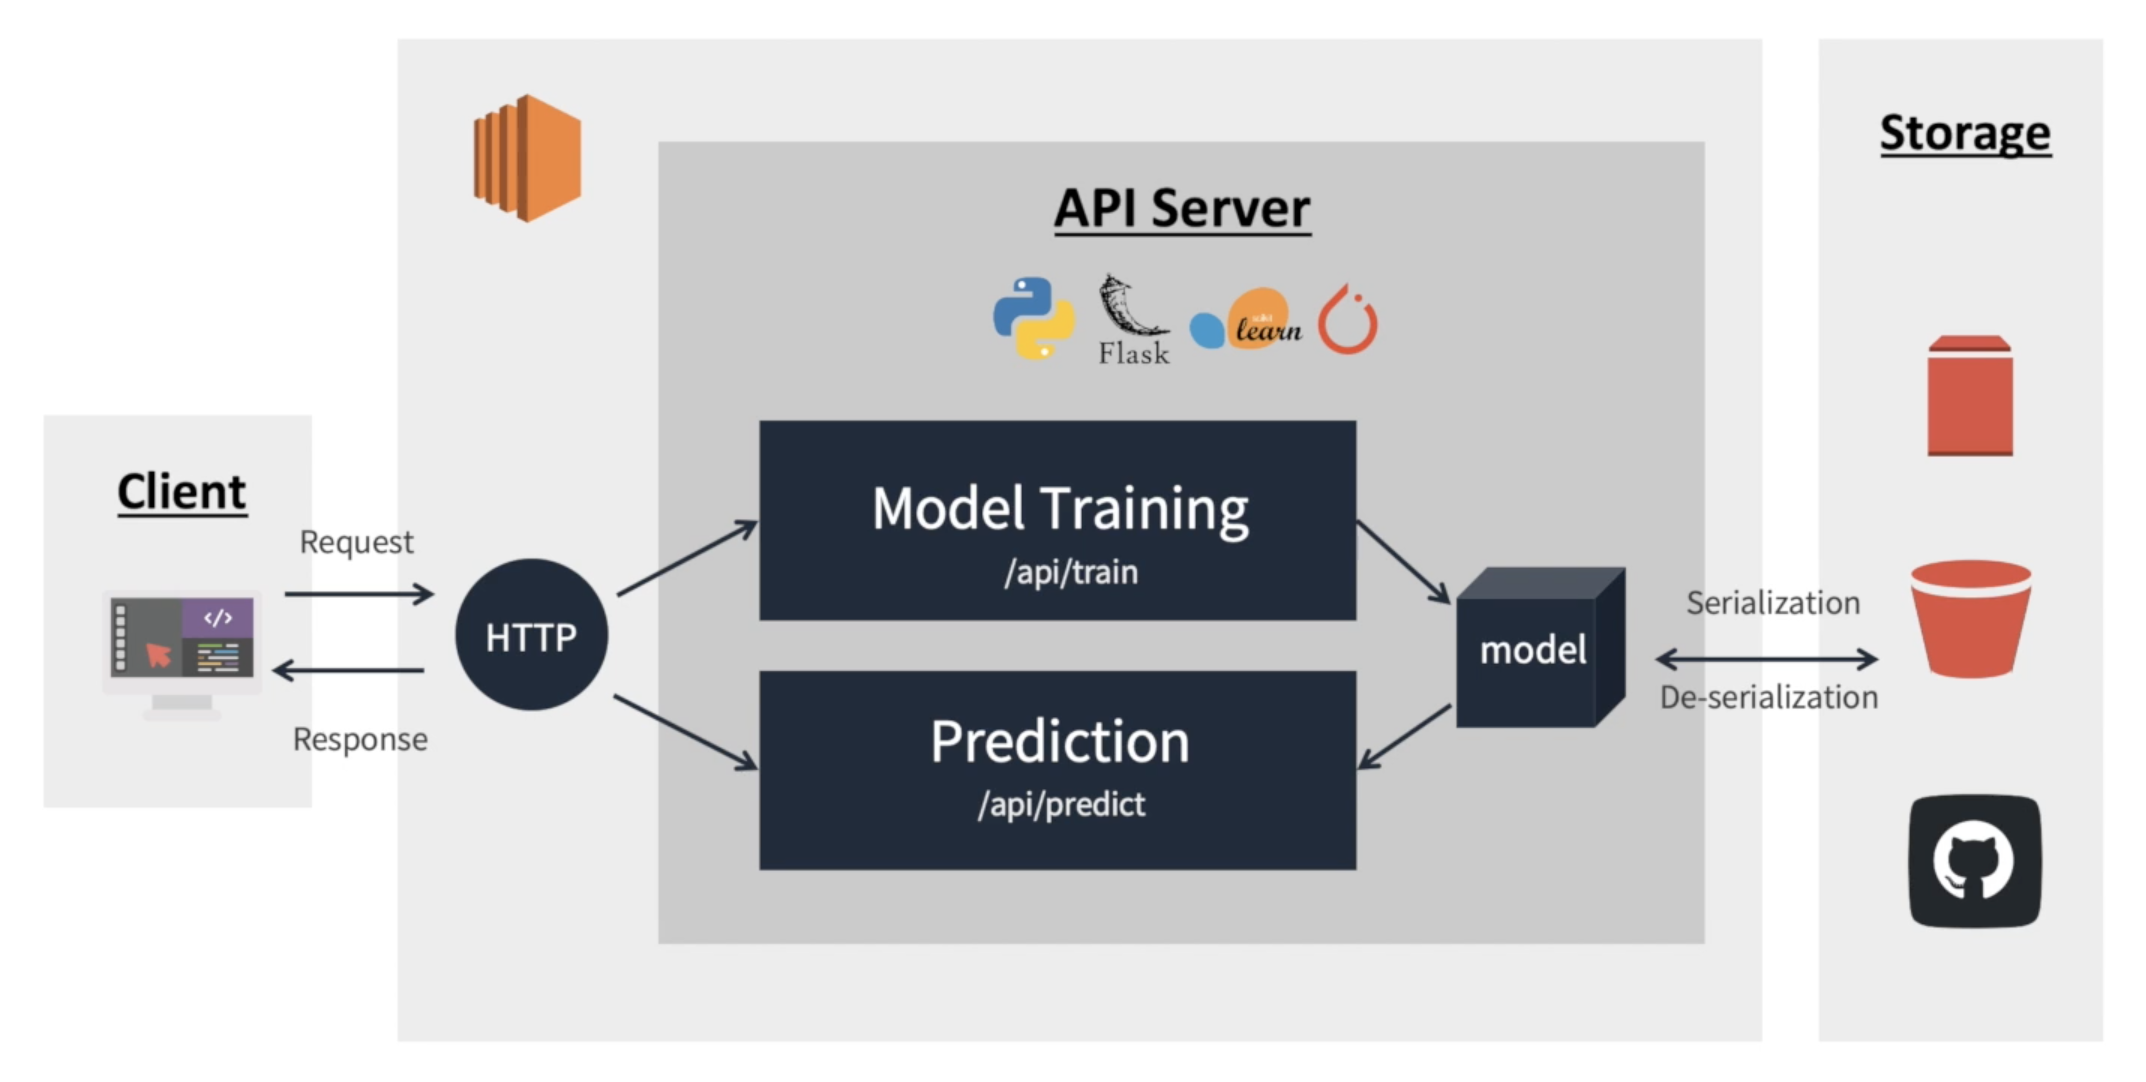 Storage
API Server
Flask
scikit
learn
Client
Request
Response
HTTP
Model Training
/api/train
Prediction
/api/predict
model
Serialization
De-serialization
</>